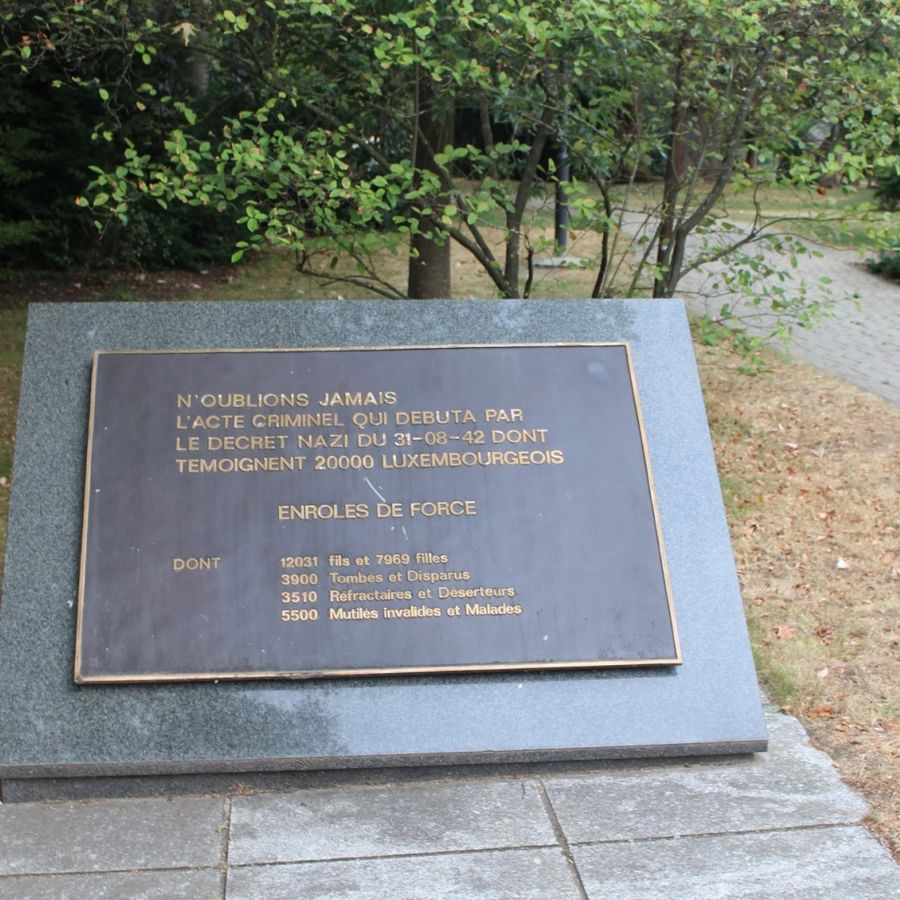 N'OUBLIONS JAMAIS
L'ACTE CRIMINEL QUI DEBUTA PAR
LE DECRET NAZI DU 31-08-42 DONT
TEMOIGNENT 20000 LUXEMBOURGEOIS
ENROLES DE FORCE
DONT 12031 fils et 7969 filles
3900 Tombés et Disparus
3510 Réfractaires et Déserteurs
5500 Mutilés invalides et Malades